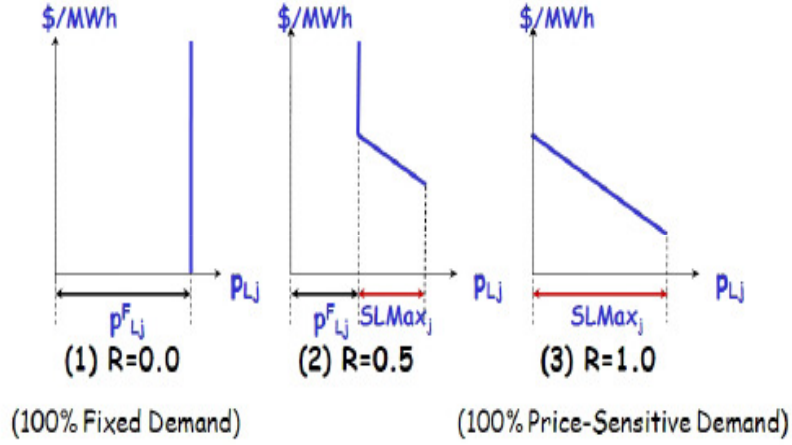 $/MWh $/MWh $/MWh
pLj pLj pLj
pFLj pFLj SLMaxj SLMaxj
(1) R=0.0 (2) R=0.5 (3) R=1.0
(100% Fixed Demand) (100% Price-Sensitive Demand)